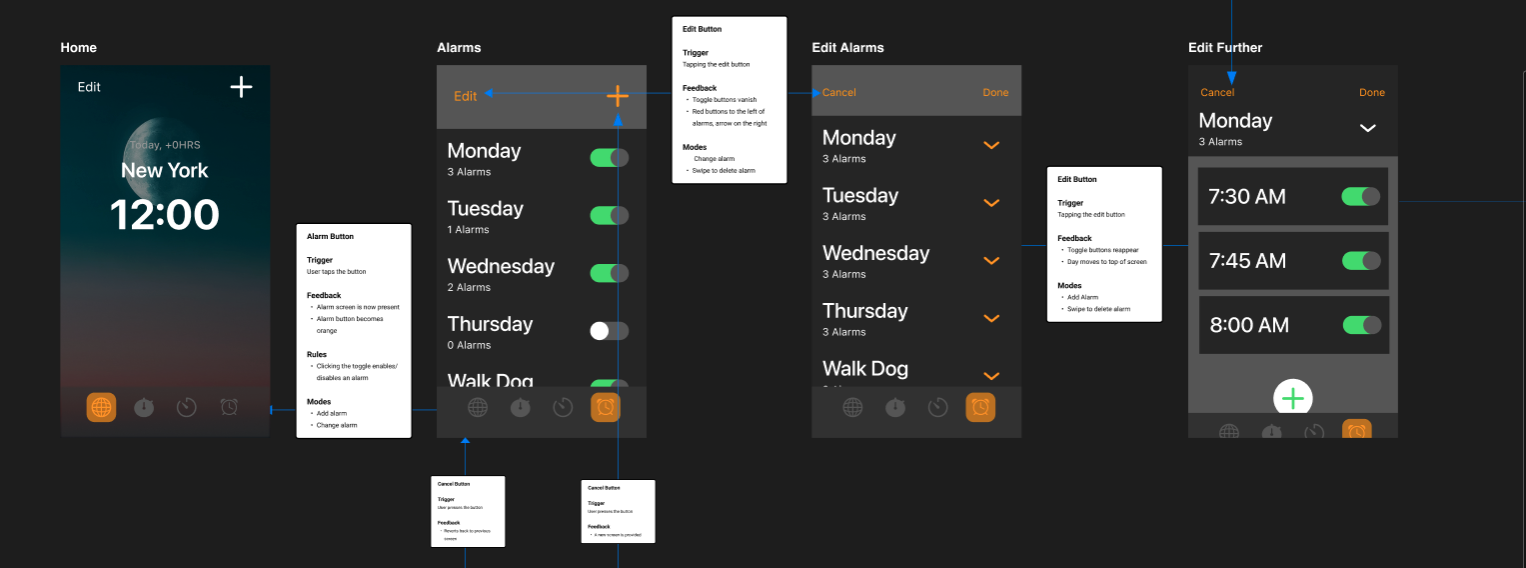 Home
Edit
Today, +0HRS
New York
12:00
Alarm Button
Trigger
User taps the button
Feedback
• Alarm screen is now present
• Alarm button becomes
orange
Rules
• Clicking the toggle enables/
disables an alarm
Modes
• Add alarm
• Change alarm
Alarms
Edit
Monday
3 Alarms
Tuesday
1 Alarms
Wednesday
2 Alarms
Thursday
0 Alarms
Walk Dog
Cancel Button
Trigger
User presses the button
Feedback
• Reverts back to previous
screen
Cancel Button
Trigger
User presses the button
Feedback
• A new screen is provided
Edit Button
Trigger
Tapping the edit button
Feedback
• Toggle buttons vanish
• Red buttons to the left of
alarms, arrow on the right
Modes
Change alarm
• Swipe to delete alarm
Edit Alarms
Cancel
Done
Monday
3 Alarms
Tuesday
3 Alarms
Wednesday
3 Alarms
Thursday
3 Alarms
Walk Dog
Edit Button
Trigger
Tapping the edit button
Feedback
• Toggle buttons reappear
• Day moves to top of screen
Modes
• Add Alarm
• Swipe to delete alarm
Edit Further
Cancel
Done
Monday
3 Alarms
7:30 AM
7:45 AM
8:00 AM